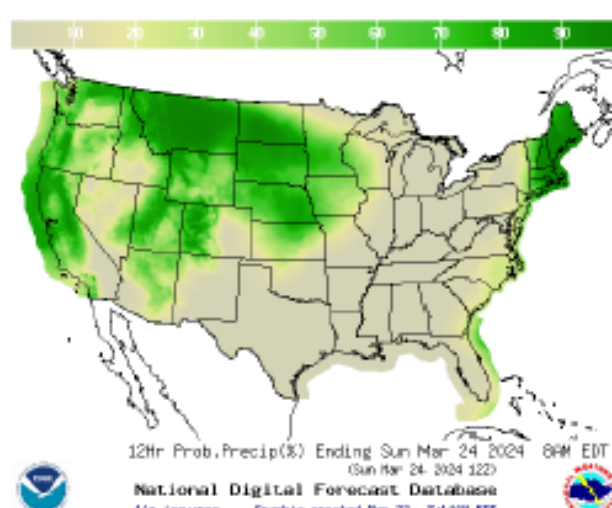 10 20 30 40 50 60 70 80 90
12Hr Prob.Precip(%) Ending Sun Mar 24 2024 8AM EDT
(Sun Mar 24 2024 12Z)
National Digital Forecast Database